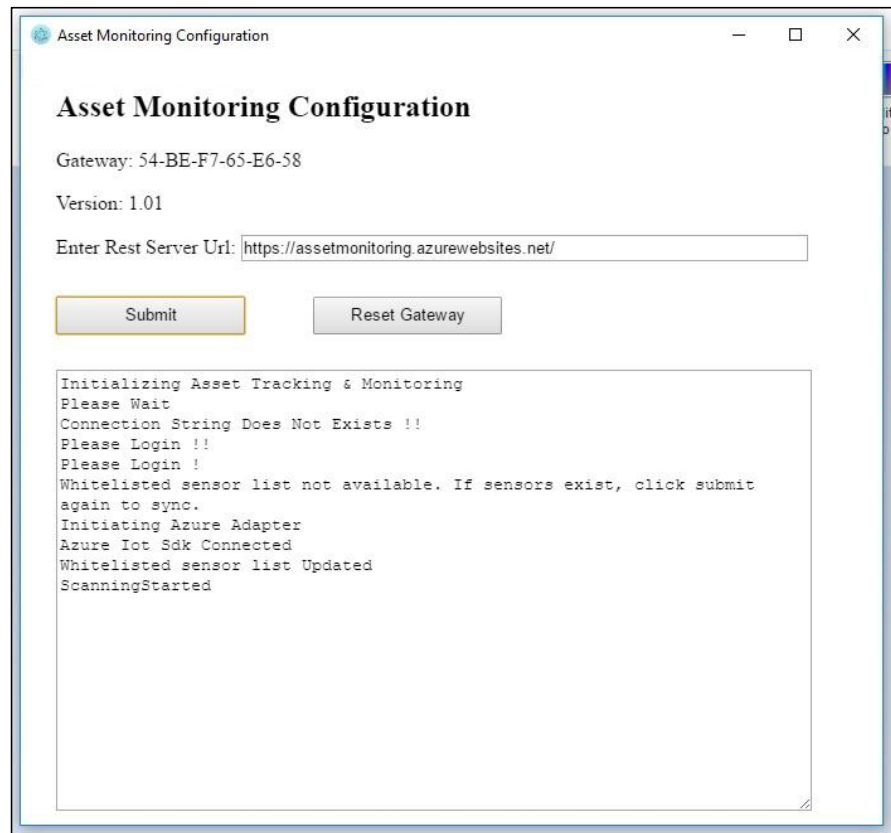 Asset Monitoring Configuration
Asset Monitoring Configuration
Gateway: 54-BE-F7-65-E6-58
Version: 1.01
Enter Rest Server Url: https://assetmonitoring.azurewebsites.net/
Submit Reset Gateway
Initializing Asset Tracking & Monitoring
Please Wait
Connection String Does Not Exists !!
Please Login !!
Please Login !
Whitelisted sensor list not available. If sensors exist, click submit
again to sync.
Initiating Azure Adapter
Azure Iot Sdk Connected
Whitelisted sensor list Updated
ScanningStarted